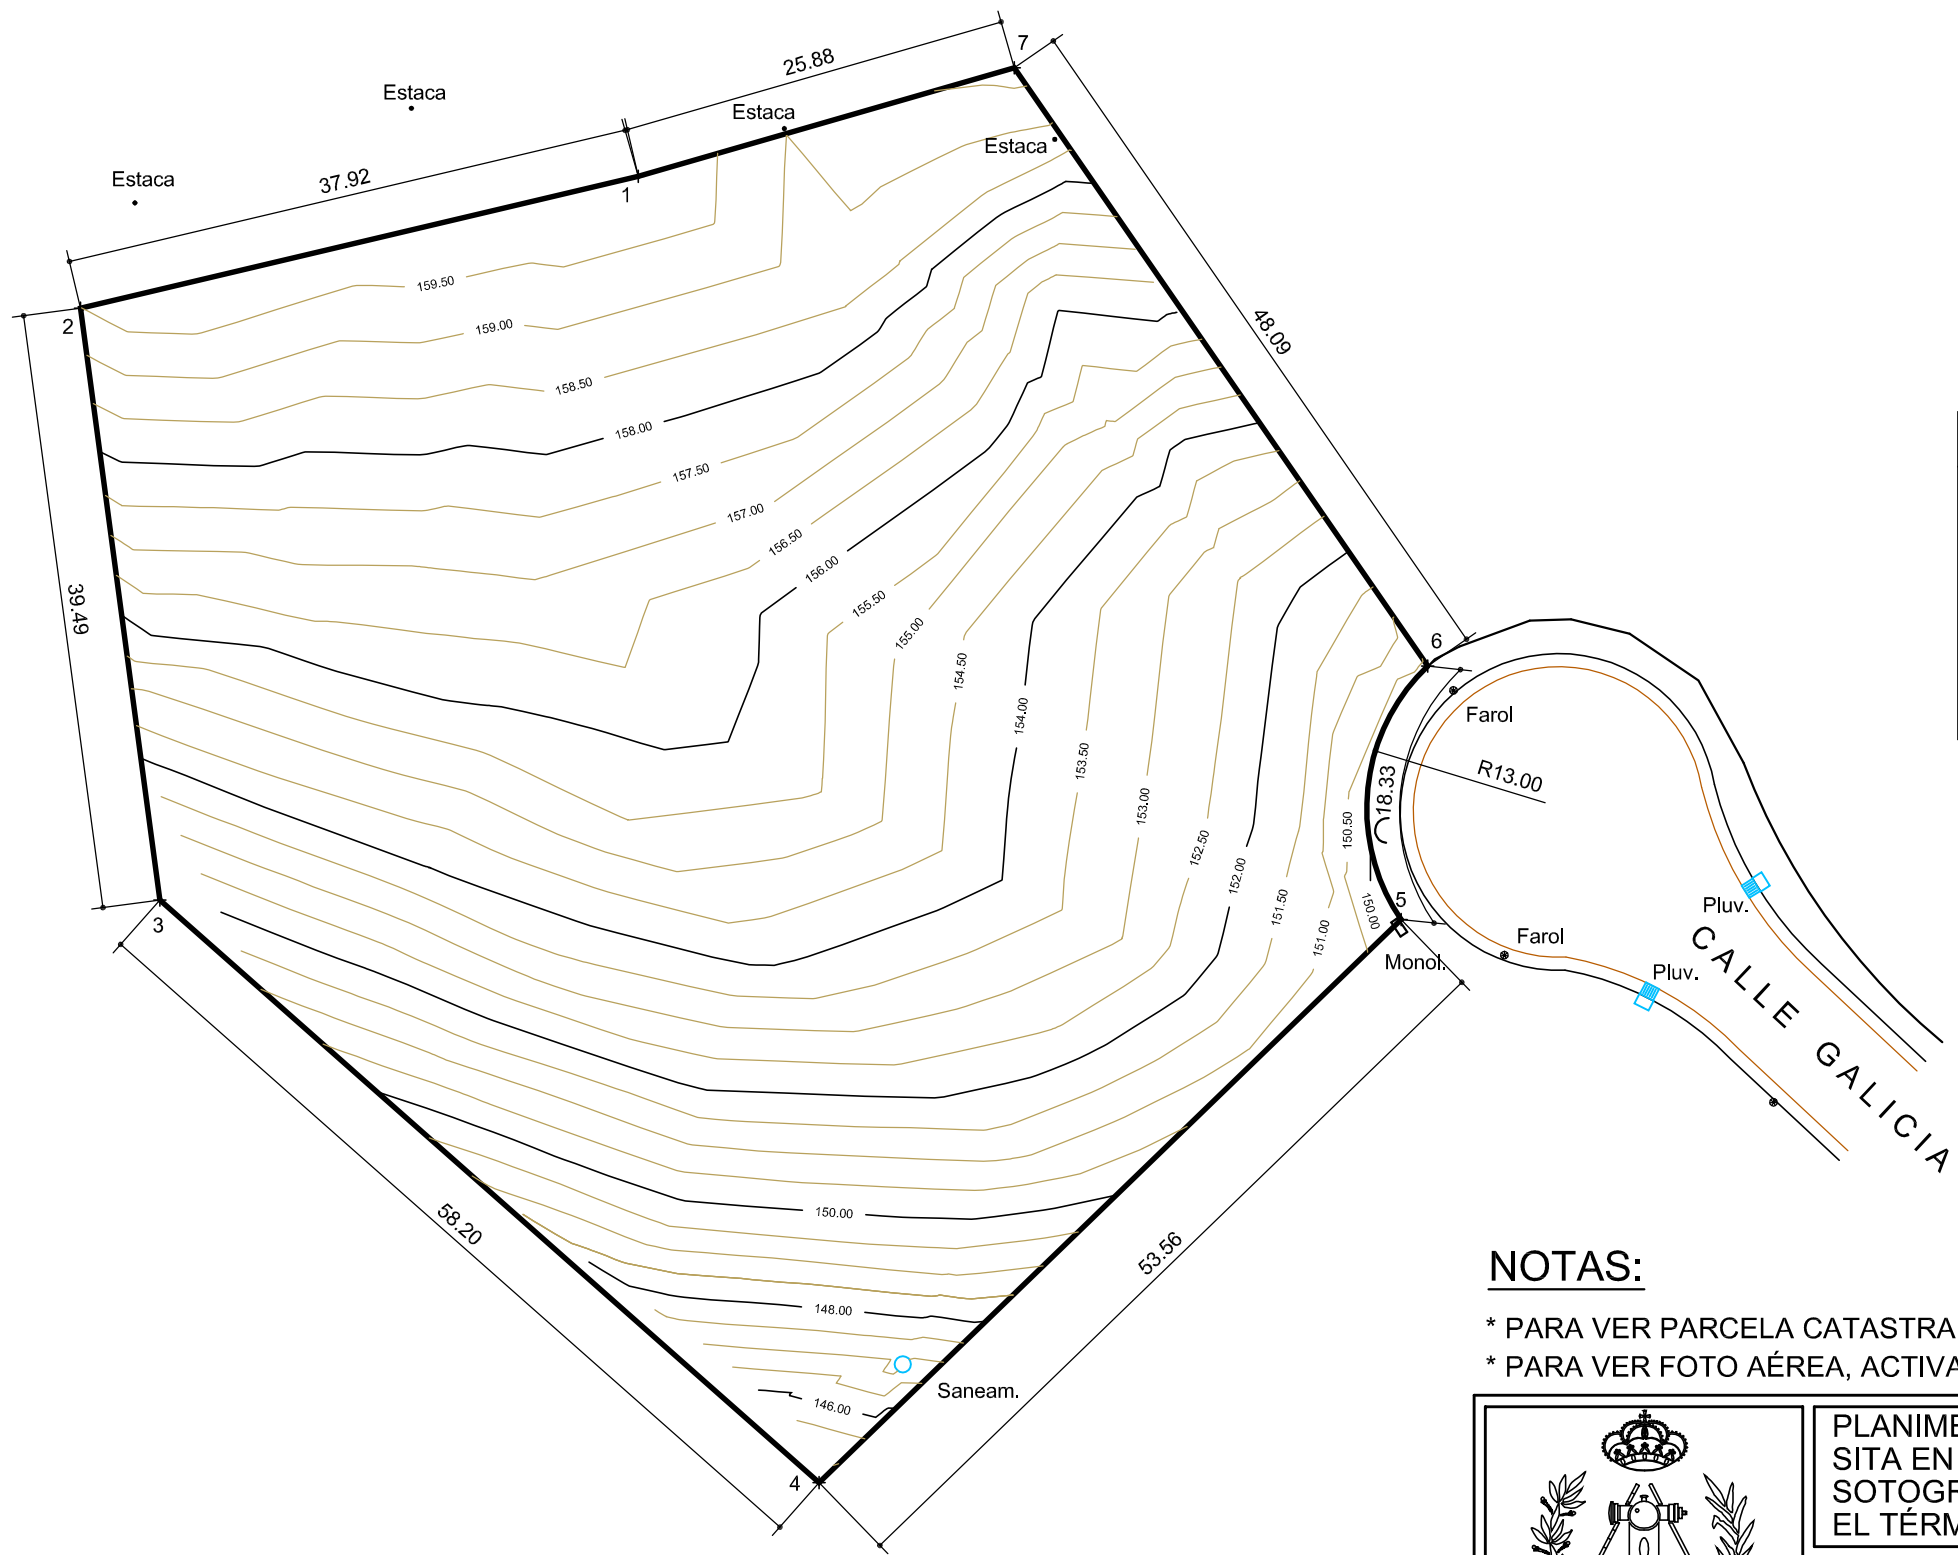 7
25.88
Estaca
Estaca
Estaca
Estaca
37.92
1
2
159.50
159.00
158.50
158.00
157.50
157.00
156.50
156.00
155.50
155.00
154.50
154.00
153.50
153.00
152.50
152.00
151.50
151.00
150.50
150.00
48.09
39.49
6
Farol
R13.00
18.33
5
Monol.
Farol
Pluv.
Pluv.
CALLE GALICIA
3
58.20
53.56
150.00
148.00
146.00
Saneam.
4
NOTAS:
* PARA VER PARCELA CATASTRA
* PARA VER FOTO AÉREA, ACTIVA
PLANIME
SITA EN
SOTOGR
EL TÉRM